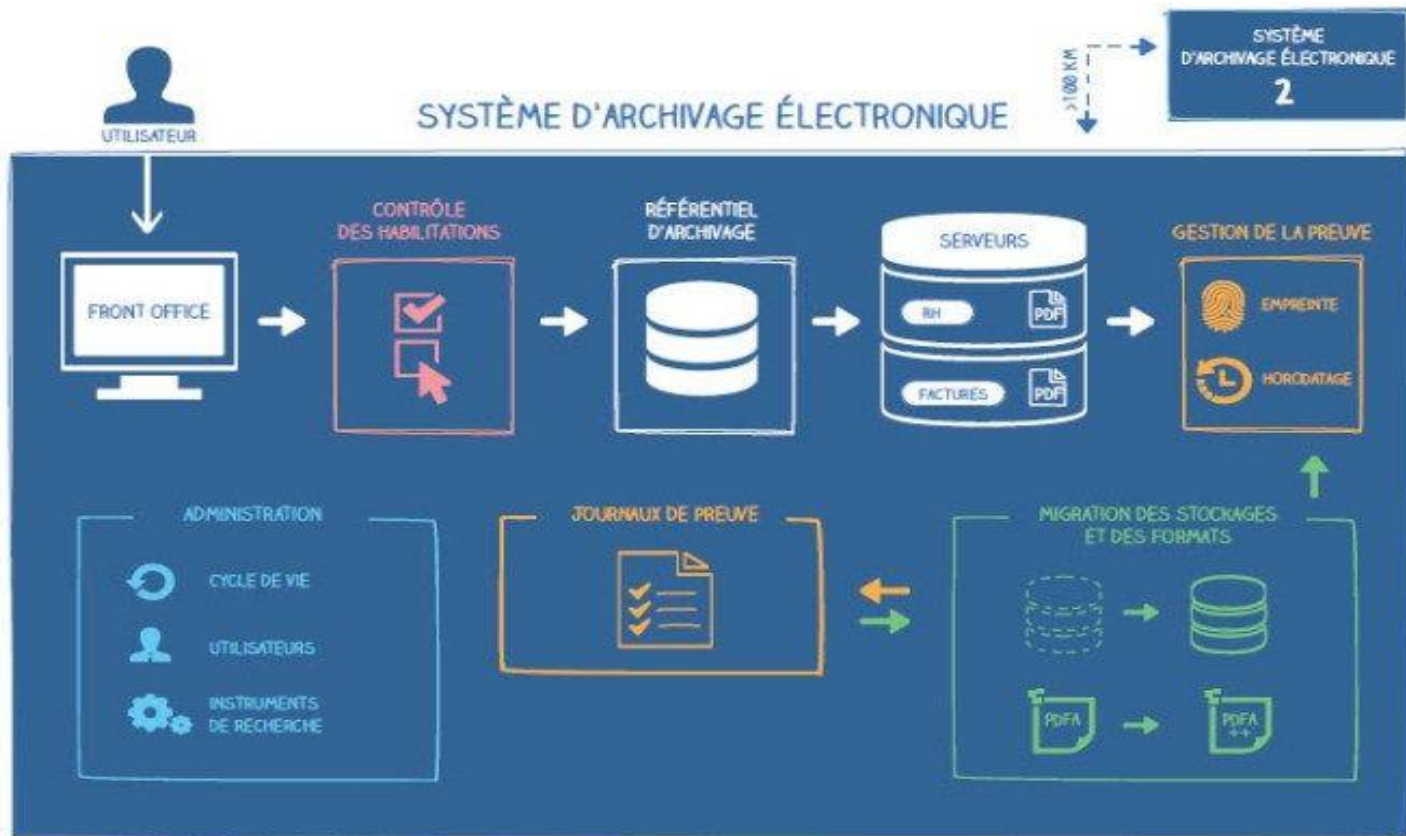 SYSTÈME
D'ARCHIVAGE ÉLECTRONIQUE
2
>100 KM
UTILISATEUR
SYSTÈME D'ARCHIVAGE ÉLECTRONIQUE
CONTRÔLE
DES HABILITATIONS
RÉFÉRENTIEL
D'ARCHIVAGE
SERVEURS
GESTION DE LA PREUVE
FRONT OFFICE
RH
PDF
EMPREINTE
FACTURES
PDF
HORODATAGE
ADMINISTRATION
CYCLE DE VIE
UTILISATEURS
INSTRUMENTS
DE RECHERCHE
JOURNAUX DE PREUVE
MIGRATION DES STOCKAGES
ET DES FORMATS
PDFA
PDFA
++